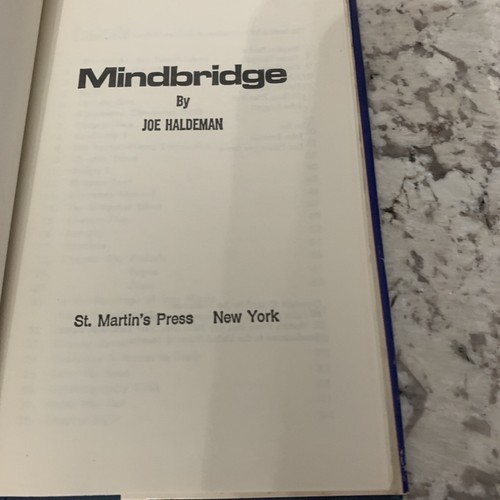 Mindbridge
By
JOE HALDEMAN
St. Martin's Press New York